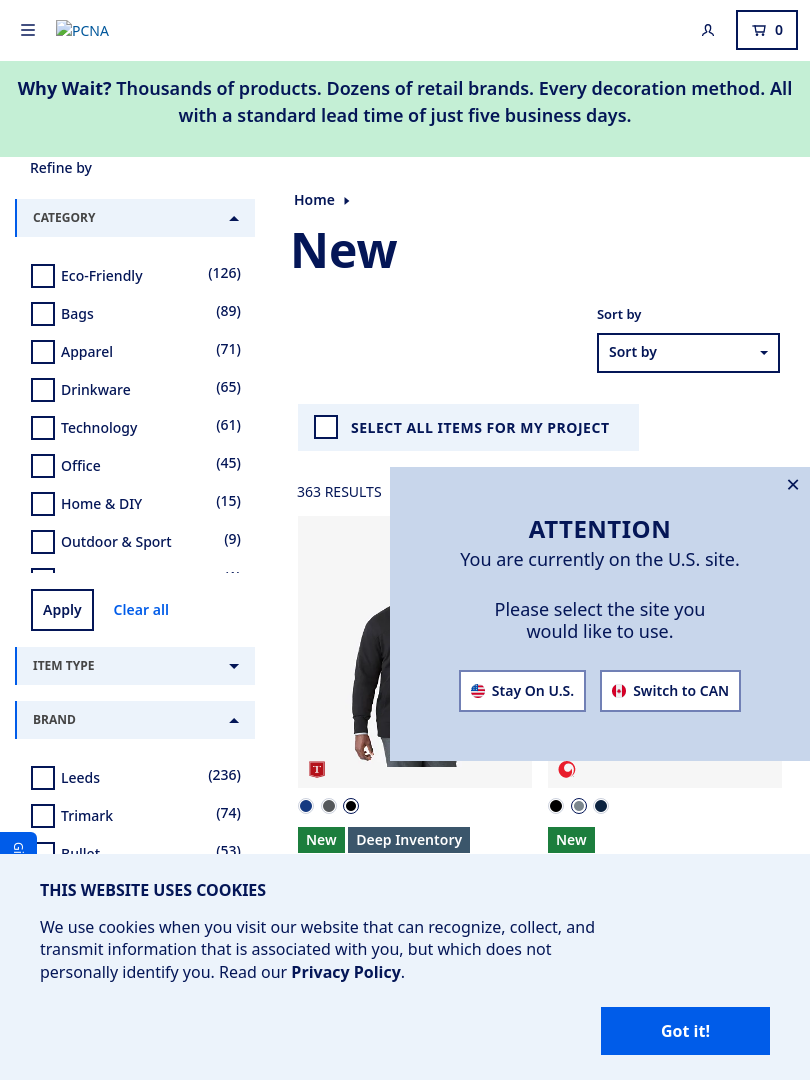 PCNA
0
Why Wait? Thousands of products. Dozens of retail brands. Every decoration method. All
with a standard lead time of just five business days.
Refine by
CATEGORY
Eco-Friendly (126)
Bags (89)
Apparel (71)
Drinkware (65)
Technology (61)
Office (45)
Home & DIY (15)
Outdoor & Sport (9)
Apply Clear all
ITEM TYPE
BRAND
Leeds (236)
Trimark (74)
Bullet (53)
Home
New
Sort by
Sort by
SELECT ALL ITEMS FOR MY PROJECT
363 RESULTS
ATTENTION
You are currently on the U.S. site.
Please select the site you
would like to use.
Stay On U.S. Switch to CAN
T
New Deep Inventory
New
THIS WEBSITE USES COOKIES
We use cookies when you visit our website that can recognize, collect, and
transmit information that is associated with you, but which does not
personally identify you. Read our Privacy Policy.
Got it!